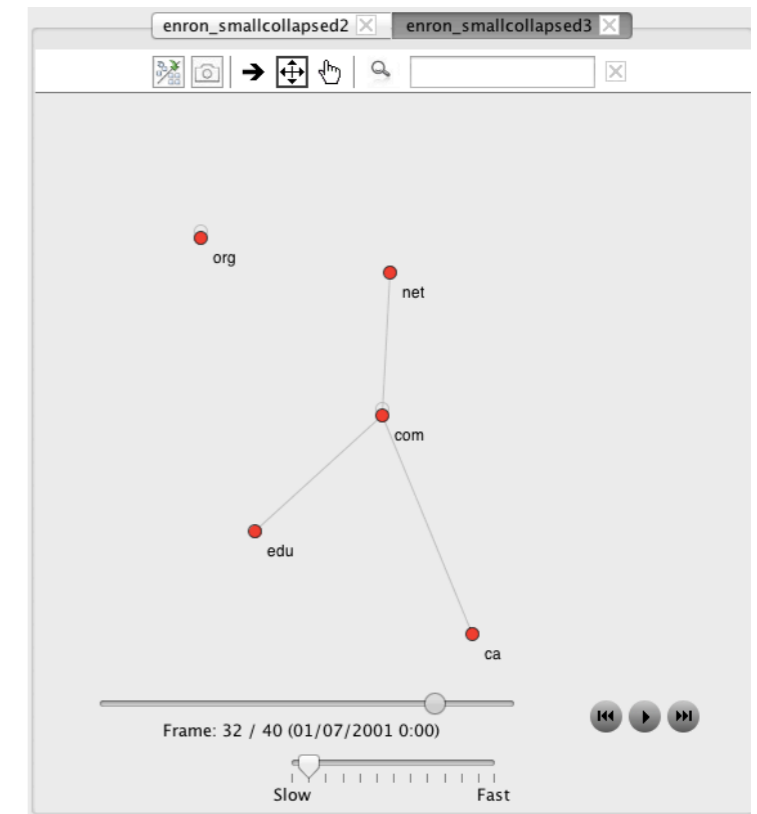 enron_smallcollapsed2 enron_smallcollapsed3
org
net
com
edu
ca
Frame: 32 / 40 (01/07/2001 0:00)
Slow Fast